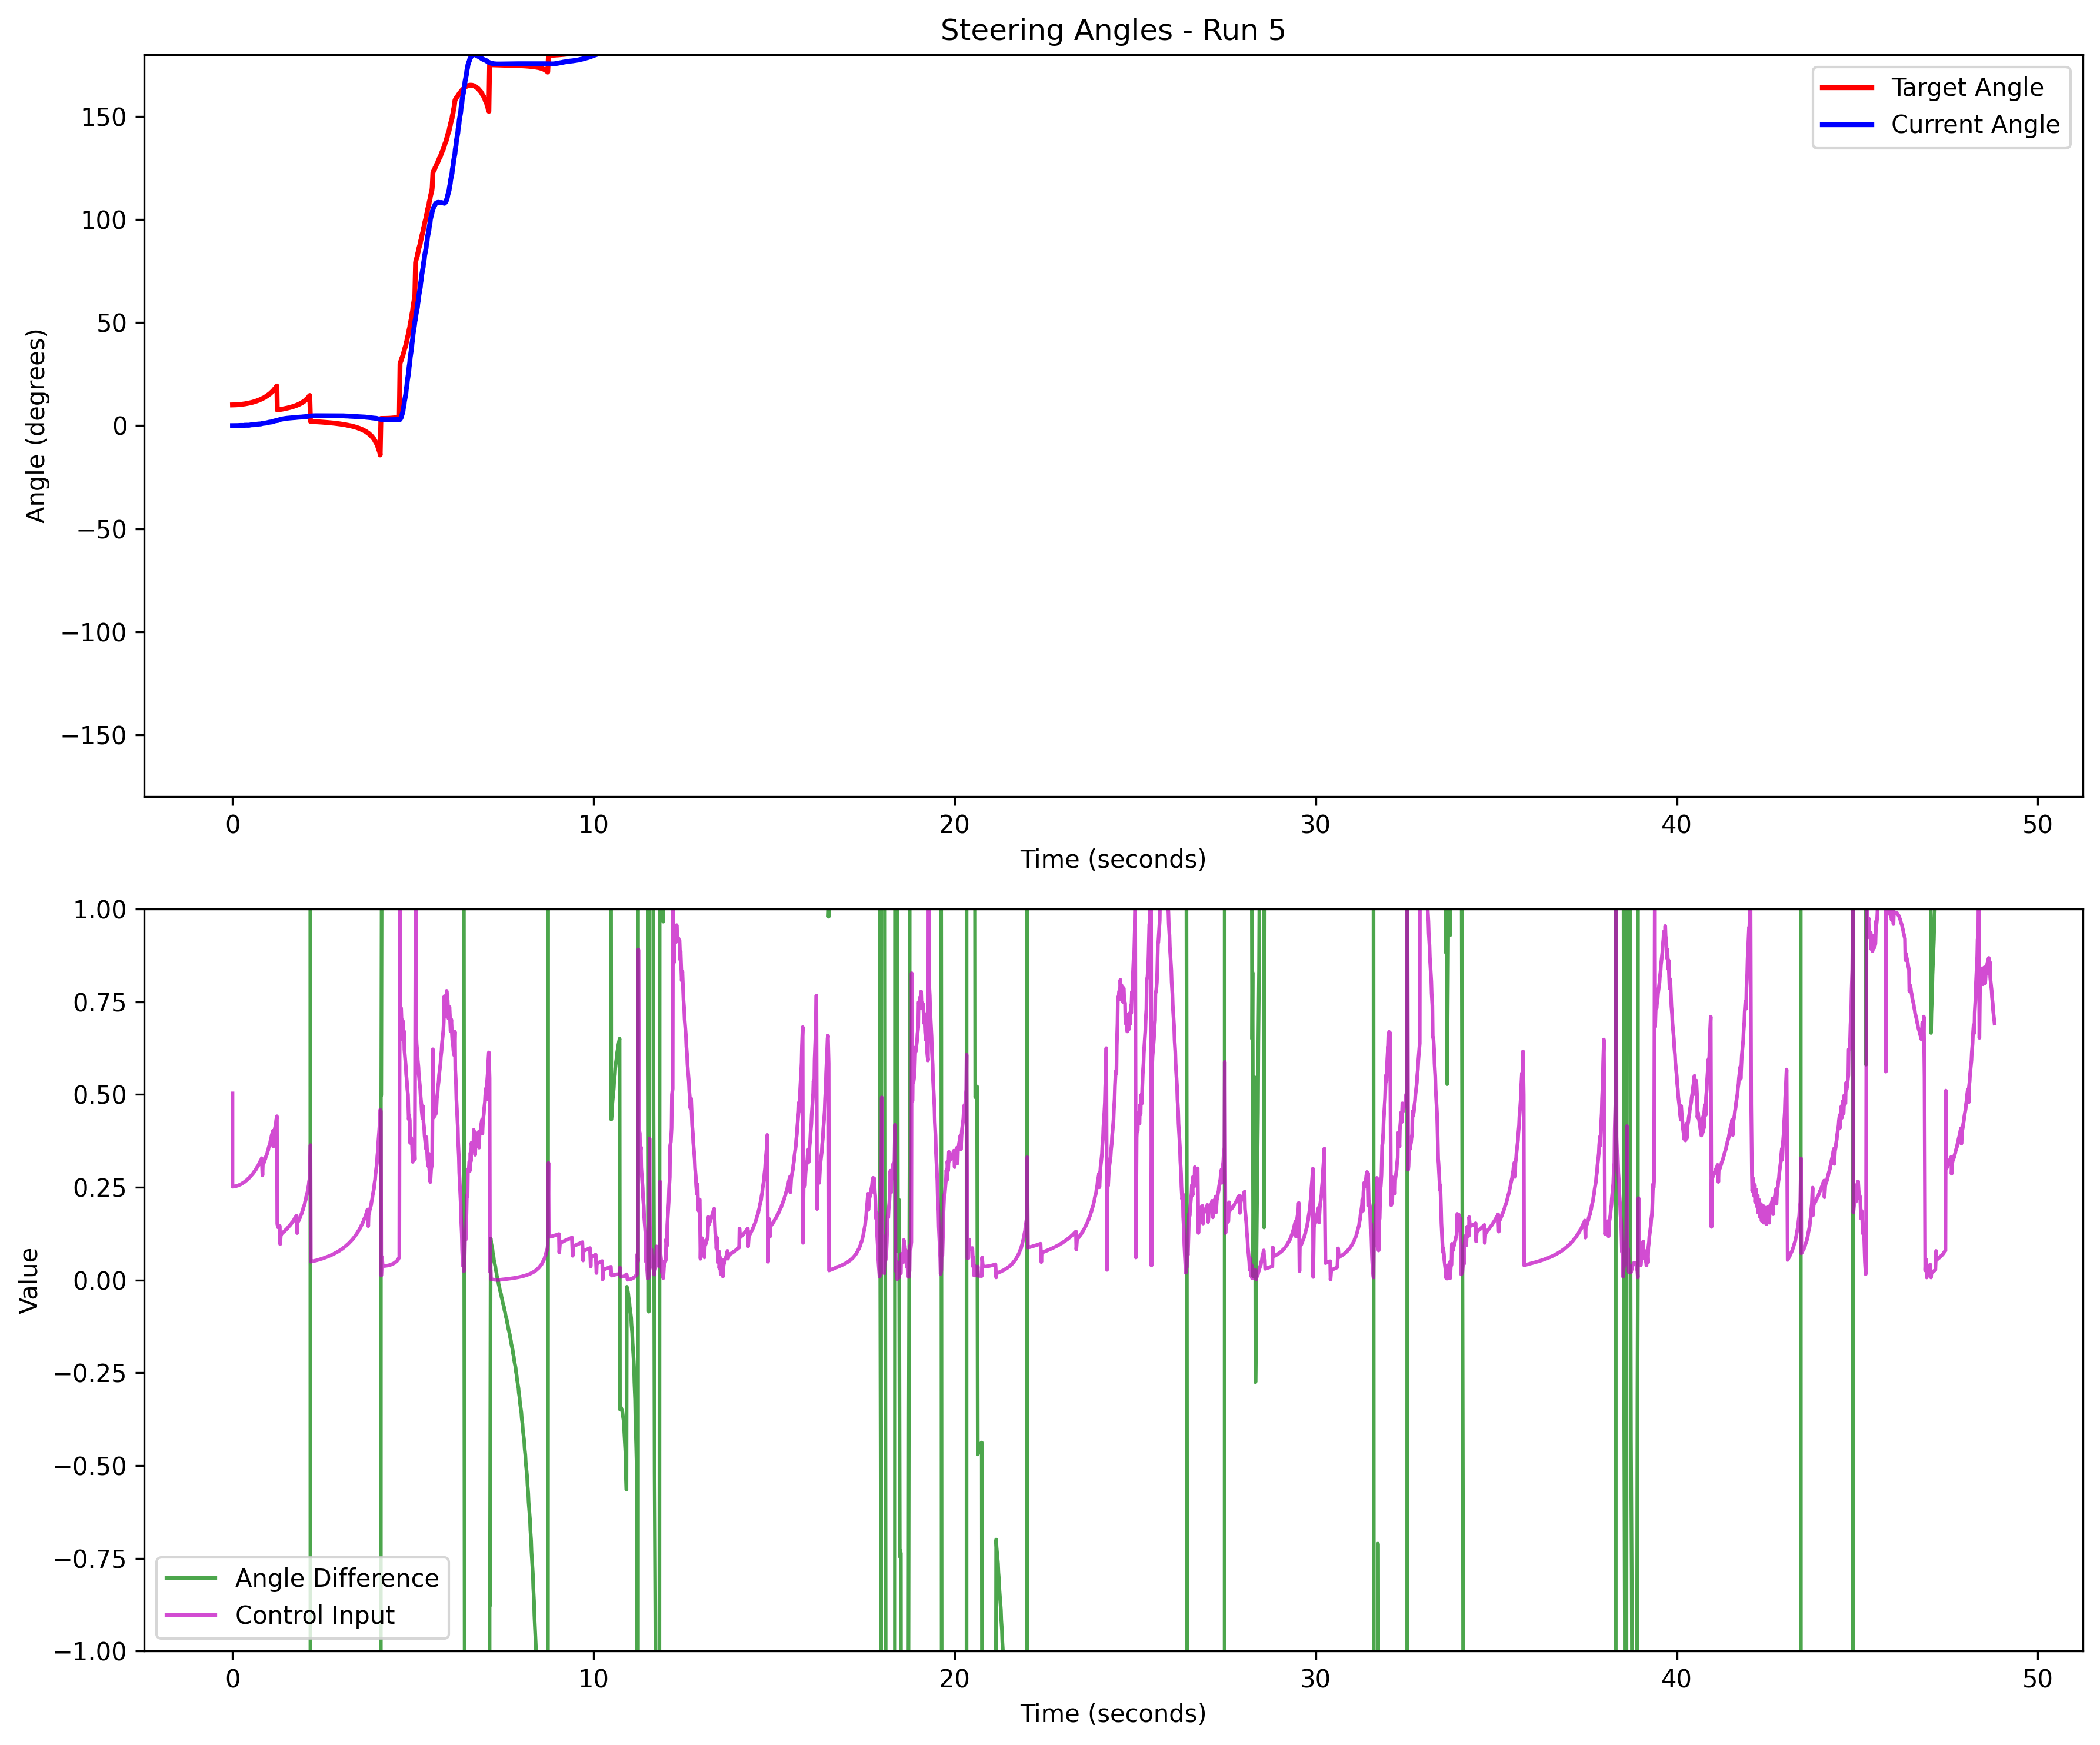 Steering Angles - Run 5
Angle (degrees)
150
100
50
0
−50
−100
−150
Target Angle
Current Angle
0 10 20 30 40 50
Time (seconds)
Value
1.00
0.75
0.50
0.25
0.00
−0.25
−0.50
−0.75
−1.00
Angle Difference
Control Input
0 10 20 30 40 50
Time (seconds)